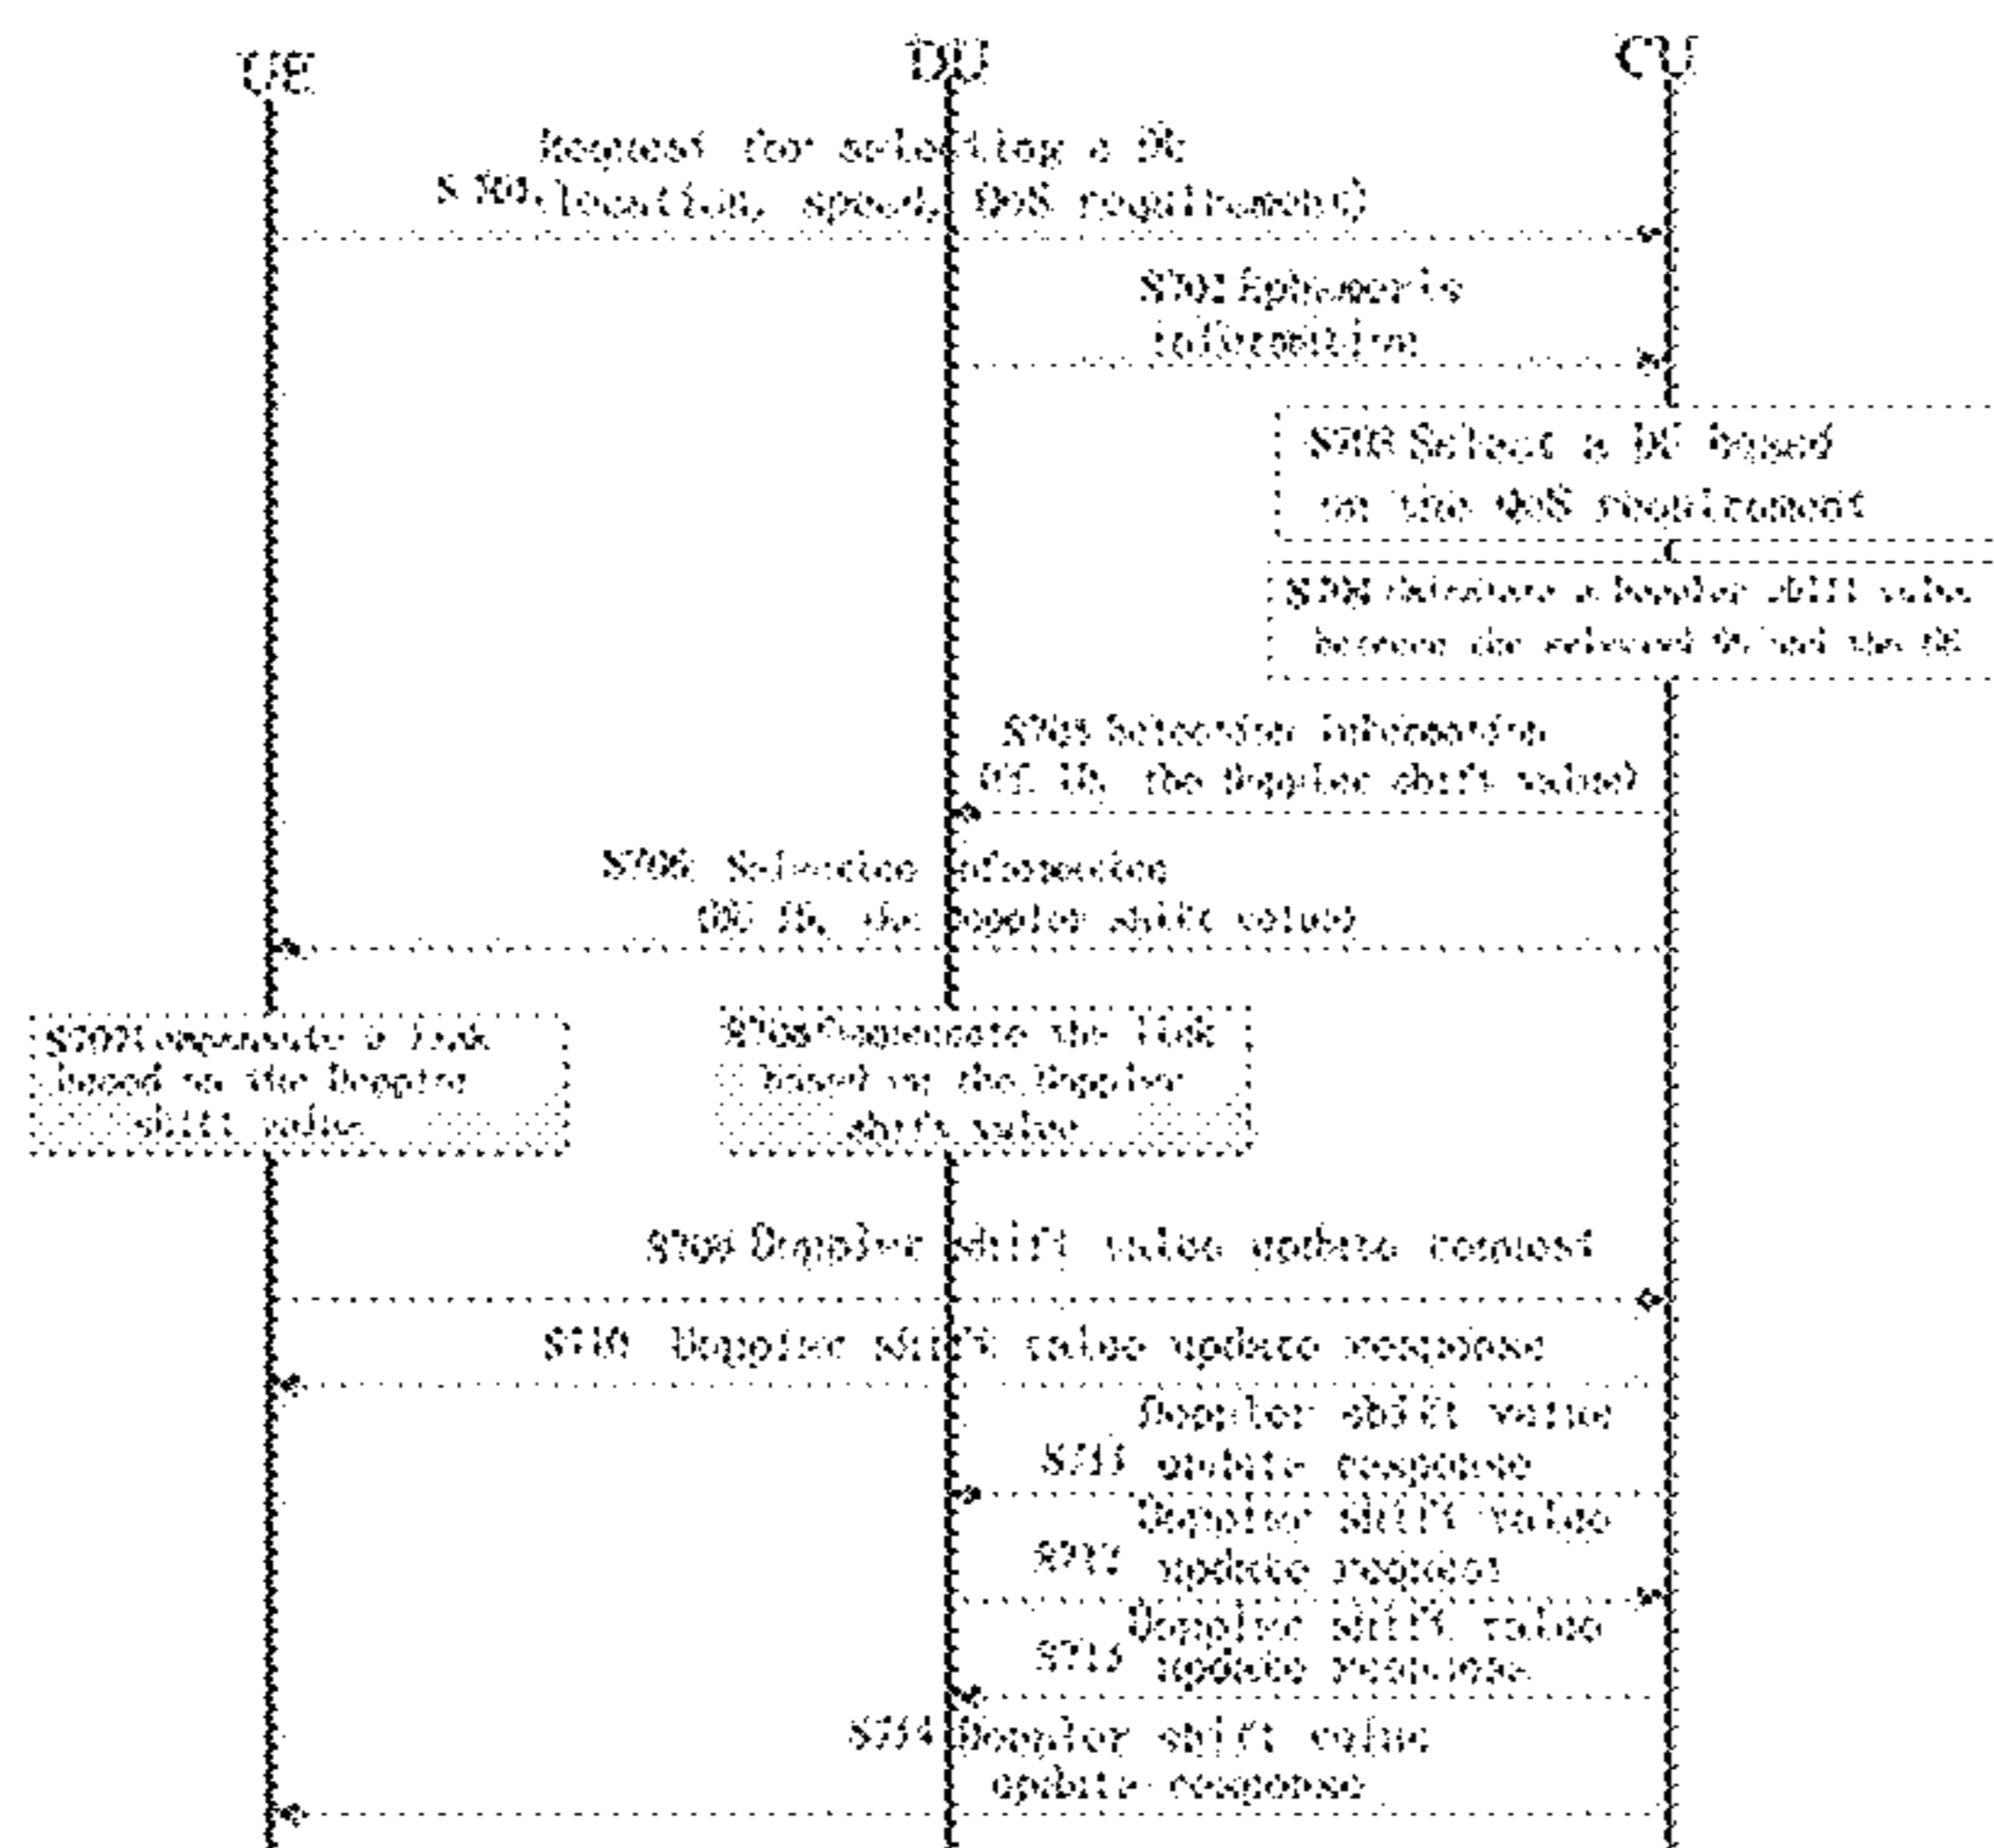 UE
DU
CU
Request for selecting a DU
S701 (location, speed, QoS requirement)
S702 Ephemeris
information
S703 Select a DU based
on the QoS requirement
S704 Determine a Doppler shift value
between the selected DU and the UE
S705 Selection information
the Doppler shift value)
S706 Selection information
(DU ID, the Doppler shift value)
S707 Compensate a link
based on the Doppler
shift value
S708 Compensate the link
based on the Doppler
shift value
S709 Doppler shift value update request
S710 Doppler shift value update response
Doppler shift value
S711 update response
Doppler shift value
S712 update request
Doppler shift value
S713 update response
S714 Doppler shift value
update response